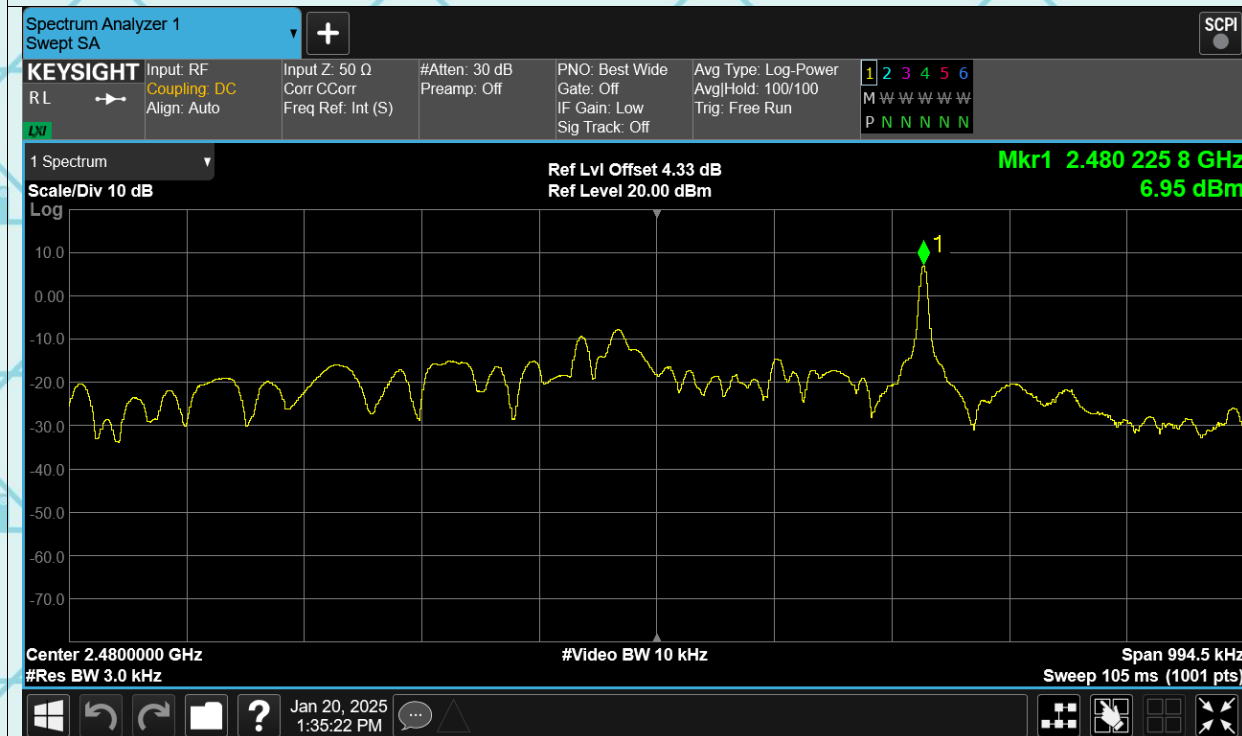 Spectrum Analyzer 1
Swept SA
+
SCPI
KEYSIGHT
RL
LXI
Input: RF
Coupling: DC
Align: Auto
Input Z: 50 Ω
Corr CCorr
Freq Ref: Int (S)
#Atten: 30 dB
Preamp: Off
PNO: Best Wide
Gate: Off
IF Gain: Low
Sig Track: Off
Avg Type: Log-Power
Avg|Hold: 100/100
Trig: Free Run
1 2 3 4 5 6
M W W W W W
P N N N N N
1 Spectrum
Scale/Div 10 dB
Log
Ref Lvl Offset 4.33 dB
Ref Level 20.00 dBm
Mkr1 2.480 225 8 GHz
6.95 dBm
1
10.0
0.00
-10.0
-20.0
-30.0
-40.0
-50.0
-60.0
-70.0
Center 2.4800000 GHz
#Video BW 10 kHz
Span 994.5 kHz
#Res BW 3.0 kHz
Sweep 105 ms (1001 pts)
?
Jan 20, 2025
1:35:22 PM